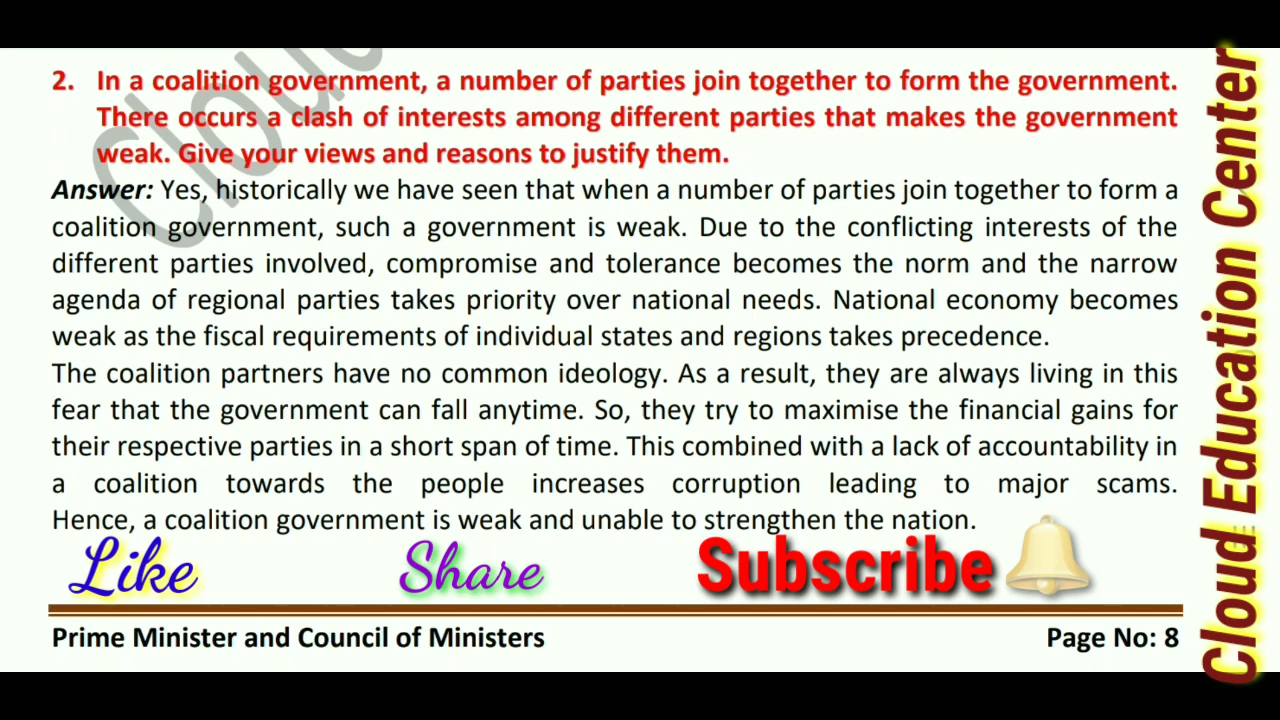 2. In a coalition government, a number of parties join together to form the government.
There occurs a clash of interests among different parties that makes the government
weak. Give your views and reasons to justify them.
Answer: Yes, historically we have seen that when a number of parties join together to form a
coalition government, such a government is weak. Due to the conflicting interests of the
different parties involved, compromise and tolerance becomes the norm and the narrow
agenda of regional parties takes priority over national needs. National economy becomes
weak as the fiscal requirements of individual states and regions takes precedence.
The coalition partners have no common ideology. As a result, they are always living in this
fear that the government can fall anytime. So, they try to maximise the financial gains for
their respective parties in a short span of time. This combined with a lack of accountability in
a coalition towards the people increases corruption leading to major scams.
Hence, a coalition government is weak and unable to strengthen the nation.
Like Share Subscribe
Prime Minister and Council of Ministers Page No: 8
Cloud Education Center
Clou